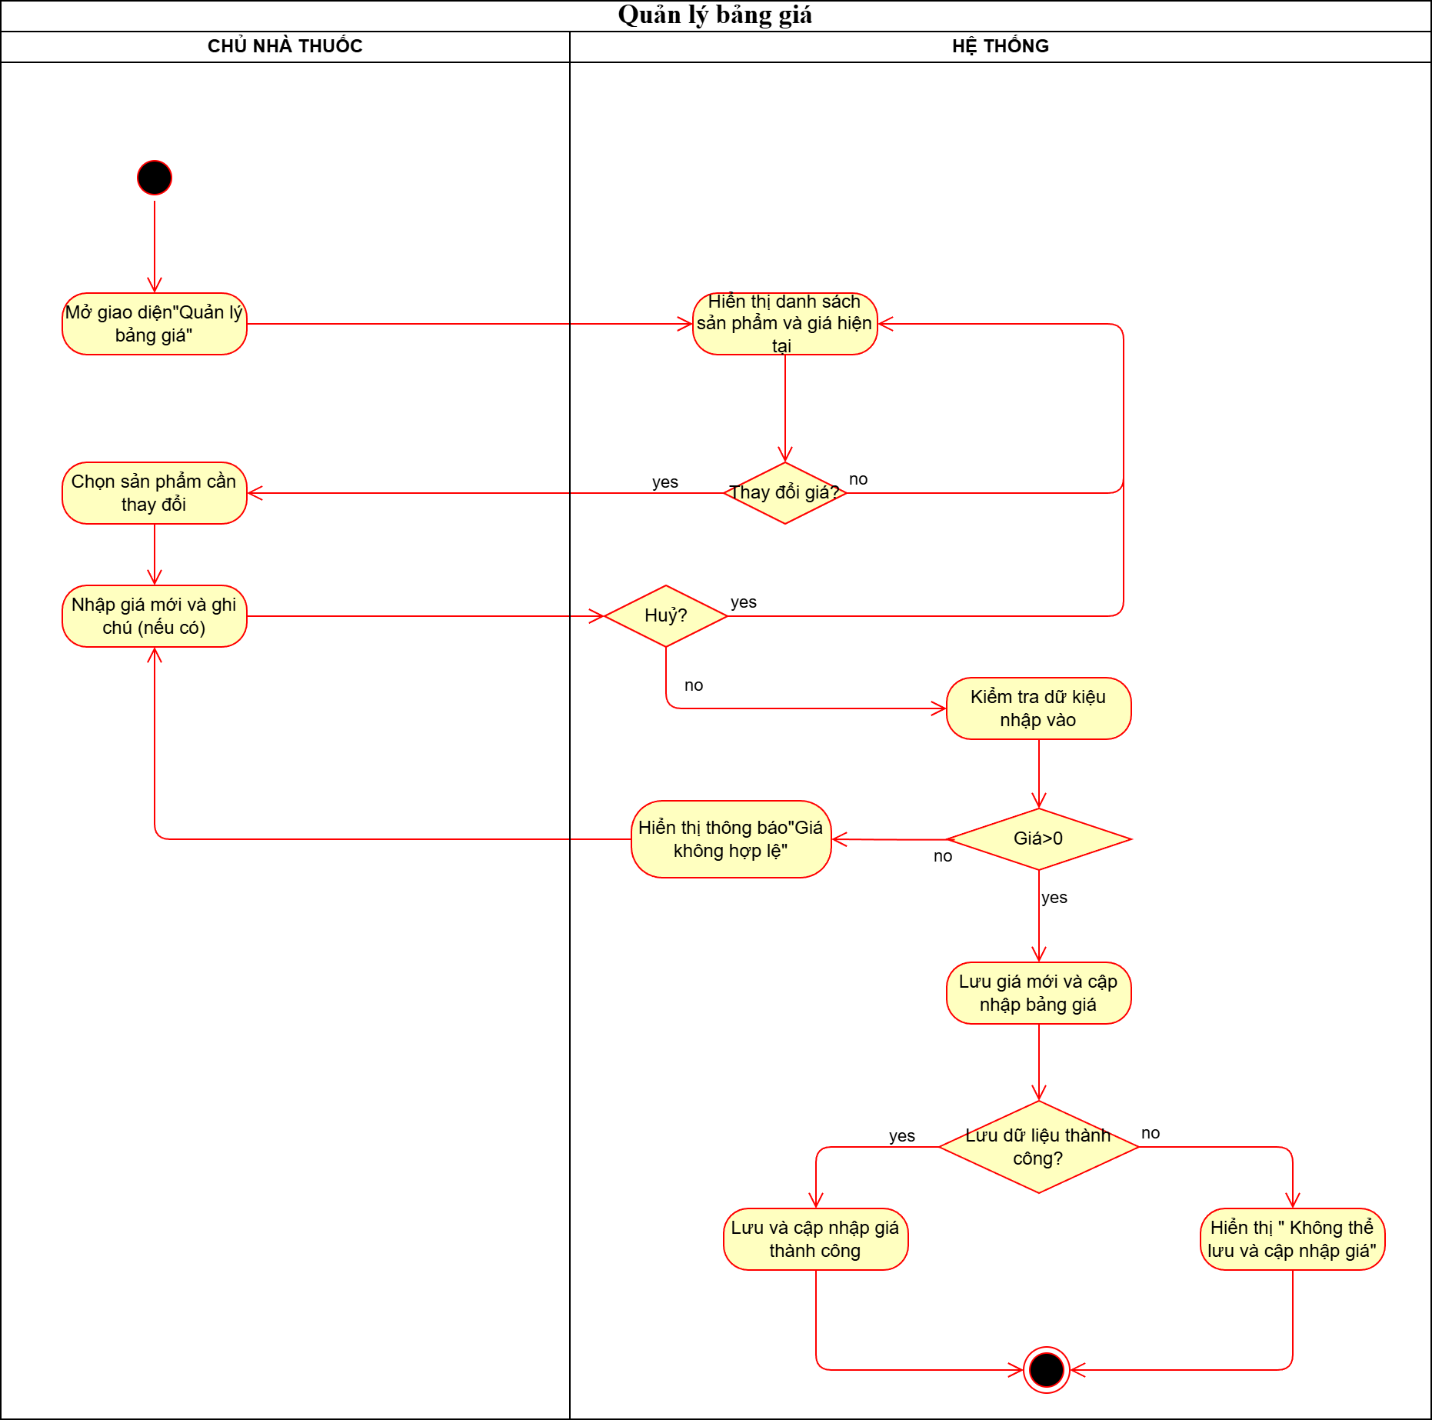 Quản lý bảng giá
CHỦ NHÀ THUỐC
HỆ THỐNG
Mở giao diện"Quản lý
bảng giá"
Hiển thị danh sách
sản phẩm và giá hiện
tại
Chọn sản phẩm cần
thay đổi
yes
Thay đổi giá?
no
Nhập giá mới và ghi
chú (nếu có)
Huỷ?
yes
no
Kiểm tra dữ kiệu
nhập vào
Hiển thị thông báo"Giá
không hợp lệ"
Giá>0
no
yes
Lưu giá mới và cập
nhập bảng giá
yes
Lưu dữ liệu thành
công?
no
Lưu và cập nhập giá
thành công
Hiển thị " Không thể
lưu và cập nhập giá"